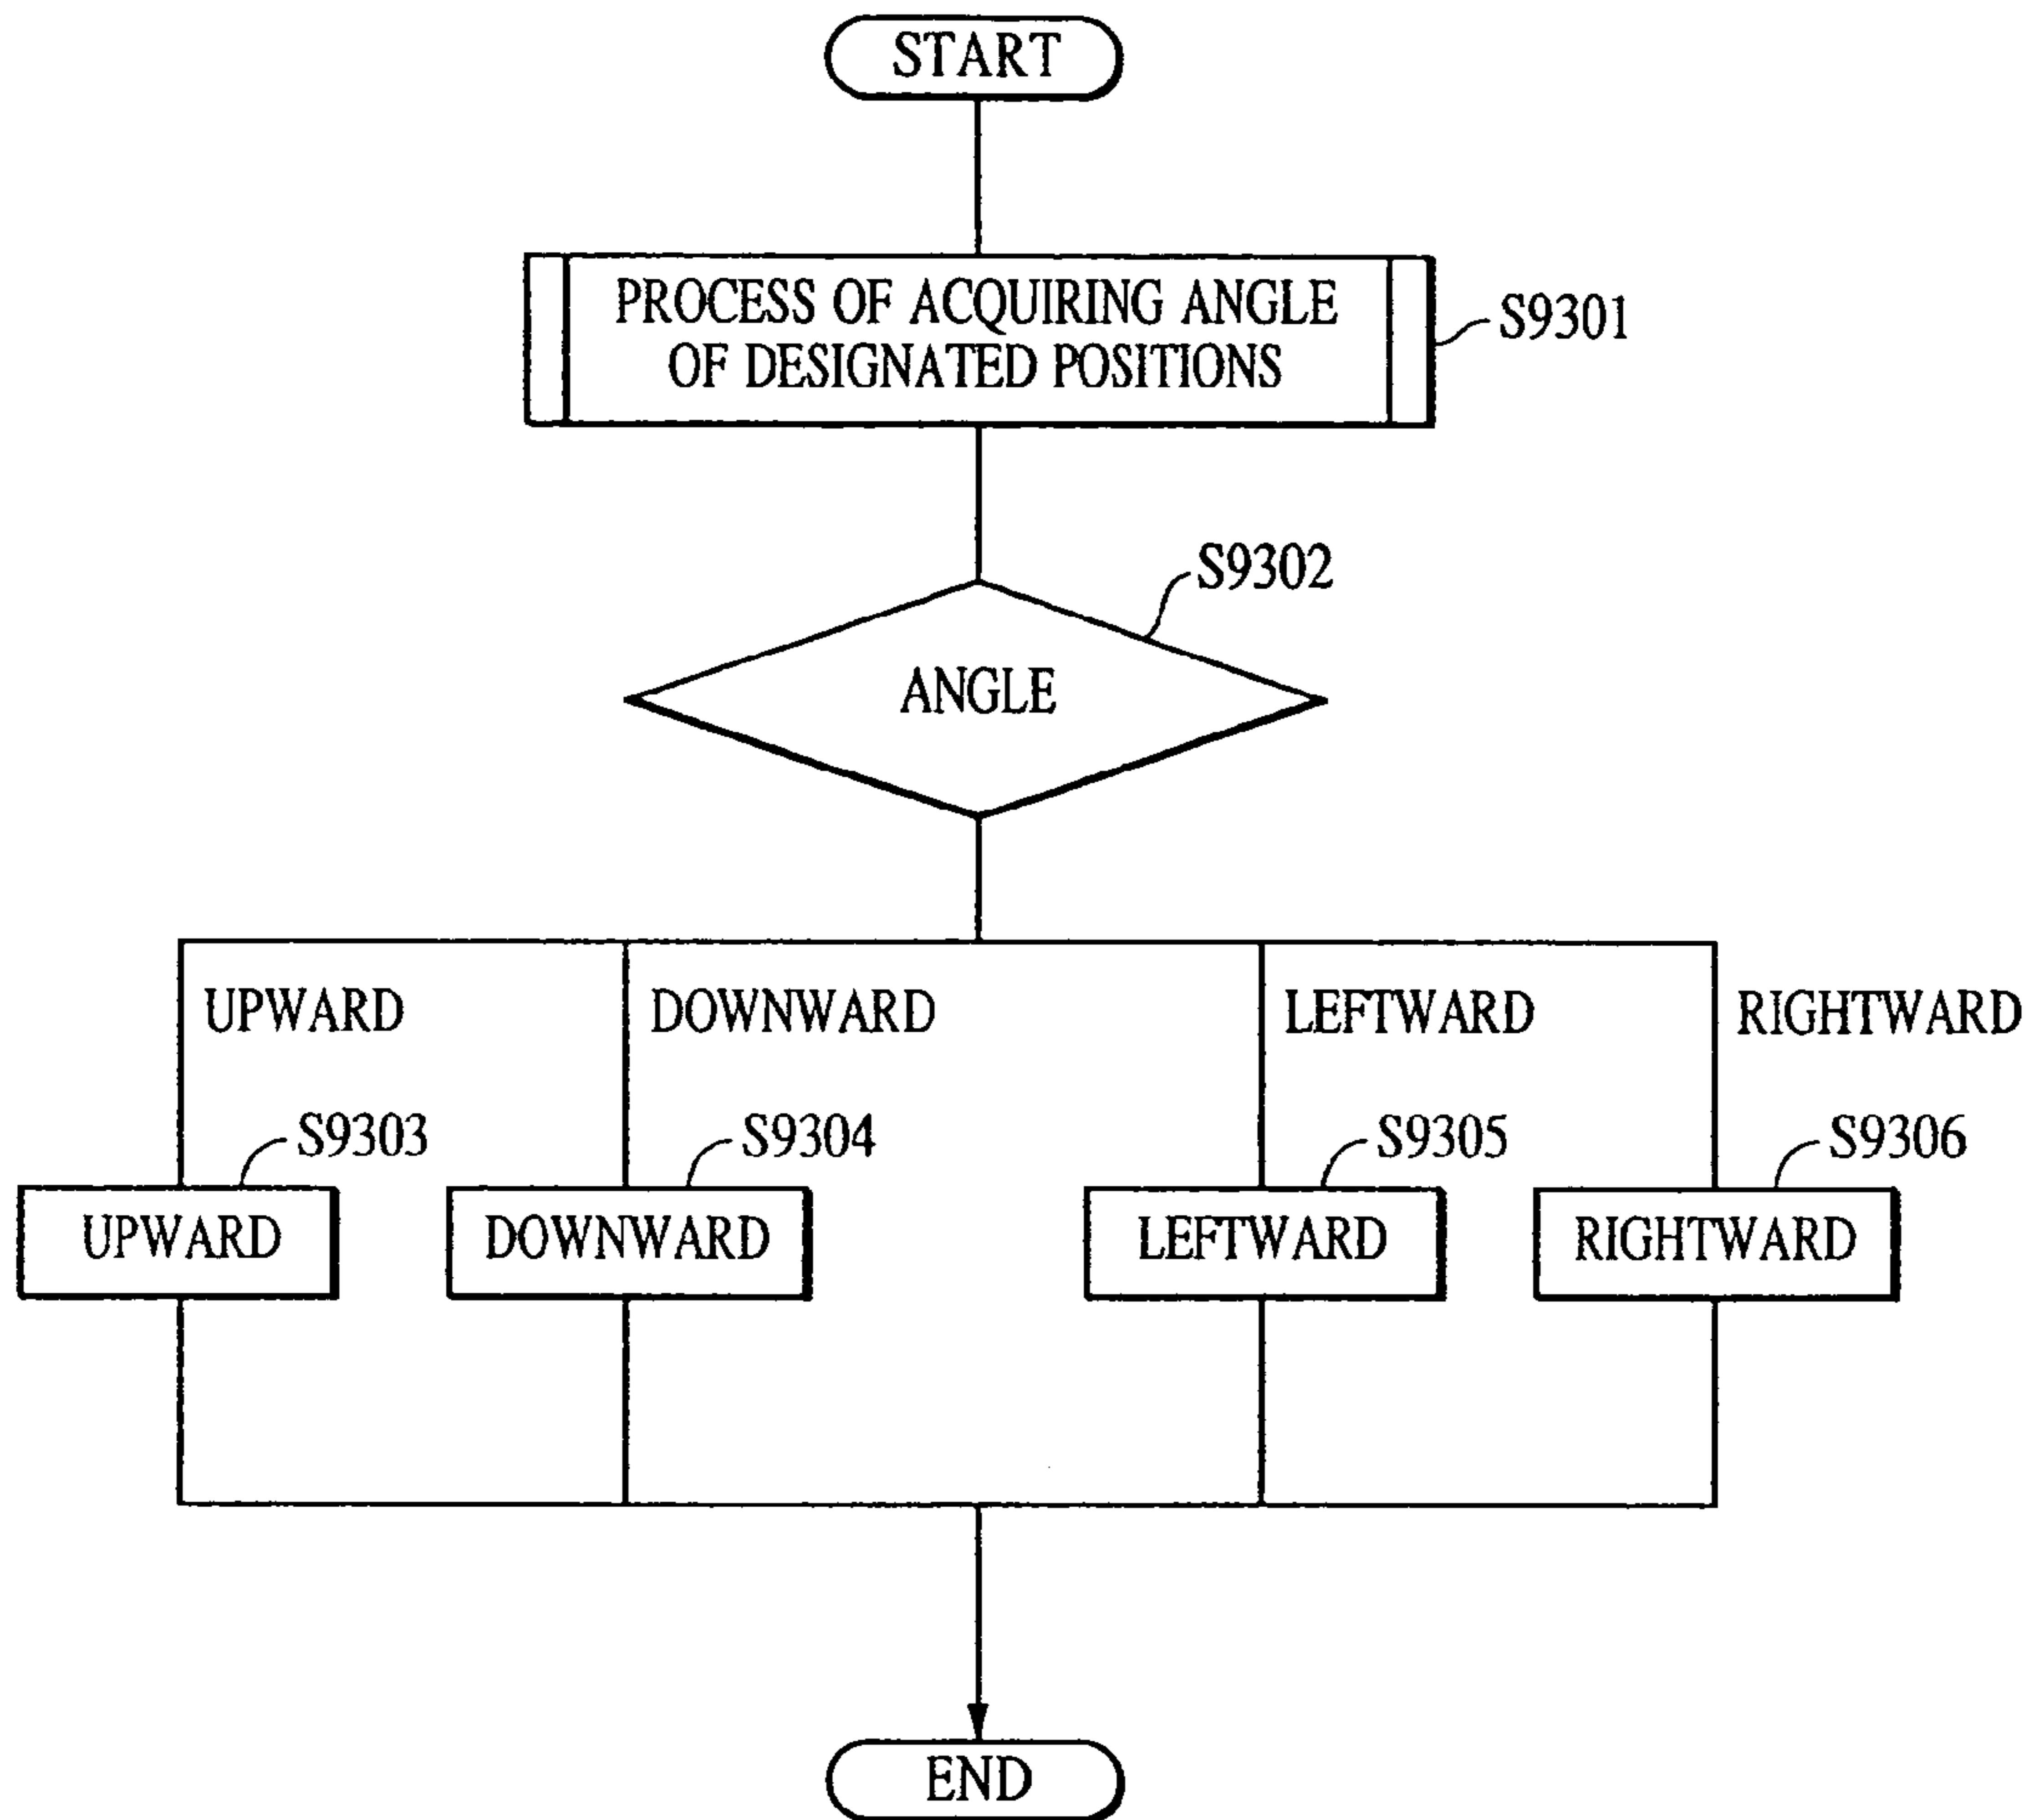 START
PROCESS OF ACQUIRING ANGLE
OF DESIGNATED POSITIONS
S9301
S9302
ANGLE
UPWARD
DOWNWARD
LEFTWARD
RIGHTWARD
S9303
S9304
S9305
S9306
UPWARD
DOWNWARD
LEFTWARD
RIGHTWARD
END